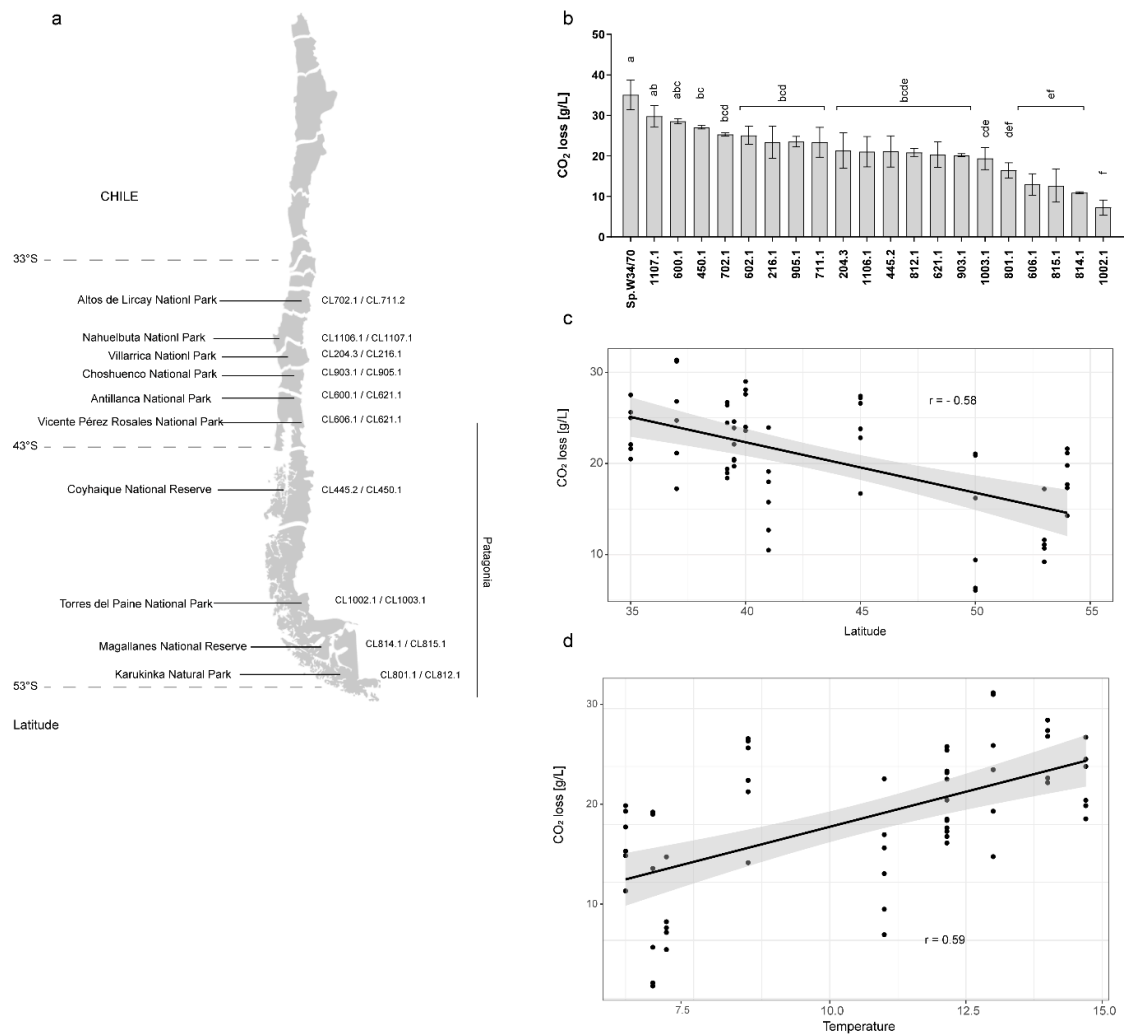 a
CHILE
33°S
Altos de Lircay Nationl Park
CL702.1 / CL.711.2
Nahuelbuta Nationl Park
CL1106.1 / CL1107.1
Villarrica Nationl Park
CL204.3 / CL216.1
Choshuenco National Park
CL903.1 / CL905.1
Antillanca National Park
CL600.1 / CL621.1
Vicente Pérez Rosales National Park
CL606.1 / CL621.1
43°S
Coyhaique National Reserve
CL445.2 / CL450.1
Patagonia
Torres del Paine National Park
CL1002.1 / CL1003.1
Magallanes National Reserve
CL814.1 / CL815.1
Karukinka Natural Park
CL801.1 / CL812.1
53°S
Latitude
b
CO₂ loss [g/L]
50
40
30
20
10
0
a
ab
abc
bc
bcd
bcd
bcde
cde
def
ef
f
Sp.W34/70
1107.1
600.1
450.1
702.1
602.1
216.1
905.1
711.1
204.3
1106.1
445.2
812.1
621.1
903.1
1003.1
801.1
606.1
815.1
814.1
1002.1
c
CO₂ loss [g/L]
30
20
10
r = - 0.58
35 40 45 50 55
Latitude
d
CO₂ loss [g/L]
30
20
10
r = 0.59
7.5 10.0 12.5 15.0
Temperature